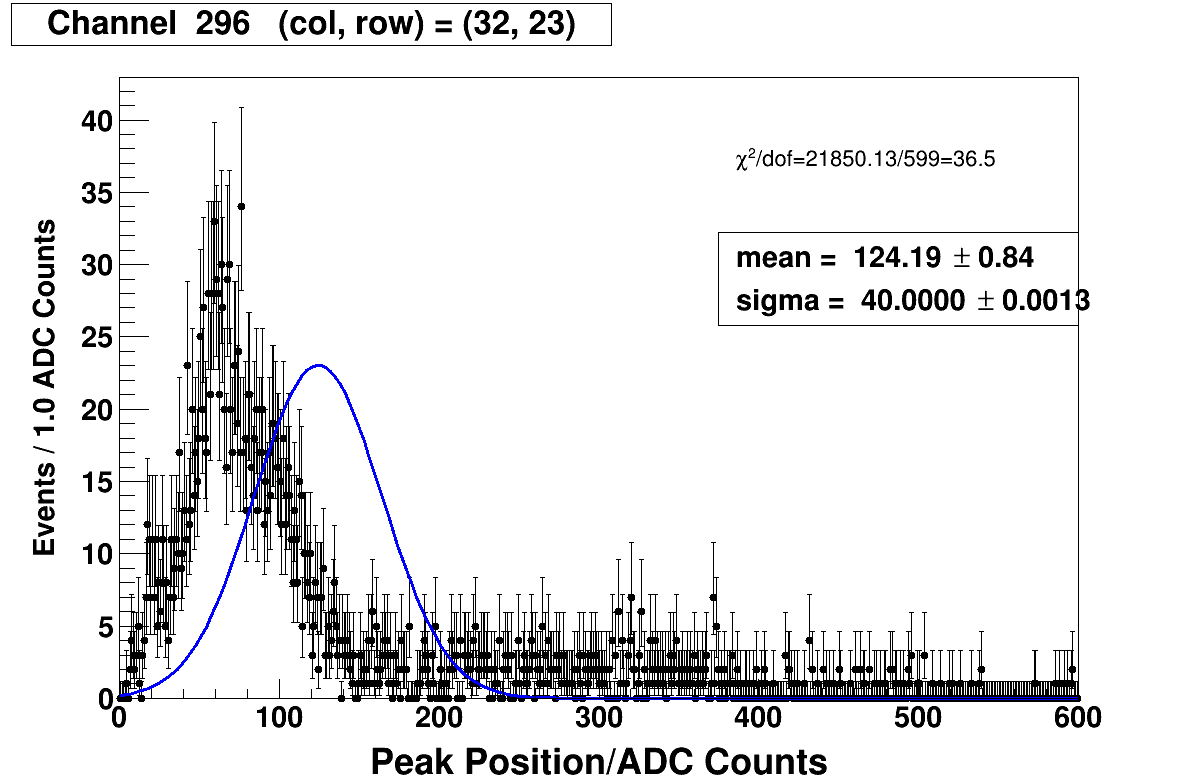 Channel 296 (col, row) = (32, 23)
χ²/dof=21850.13/599=36.5
mean = 124.19 ± 0.84
sigma = 40.0000 ± 0.0013
Events / 1.0 ADC Counts
40
35
30
25
20
15
10
5
0
0 100 200 300 400 500 600
Peak Position/ADC Counts